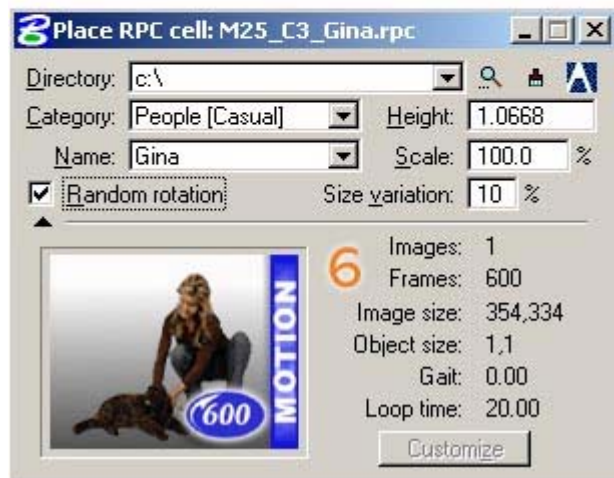 Place RPC cell: M25_C3_Gina.rpc
Directory: c:\
Category: People [Casual] Height: 1.0668
Name: Gina Scale: 100.0 %
Random rotation Size variation: 10 %
6
Images: 1
Frames: 600
Image size: 354,334
Object size: 1,1
Gait: 0.00
Loop time: 20.00
MOTION
600
Customize